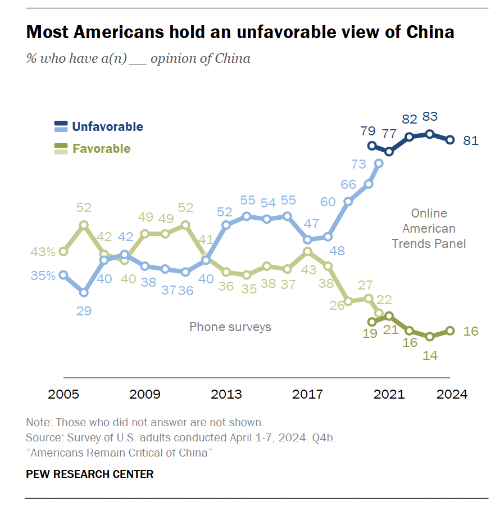 Most Americans hold an unfavorable view of China
% who have a(n) __ opinion of China
Unfavorable
Favorable
79 77 82 83 81
73
66
60
52 55 54 55 47 48
52 49 49 52
43% 42 42 41
35% 40 40 38 37 36 40 36 35 38 37 43 38
29
26 27 22
19 21 16 14 16
Online
American
Trends Panel
Phone surveys
2005 2009 2013 2017 2021 2024
Note: Those who did not answer are not shown.
Source: Survey of U.S. adults conducted April 1-7, 2024. Q4b.
"Americans Remain Critical of China"
PEW RESEARCH CENTER